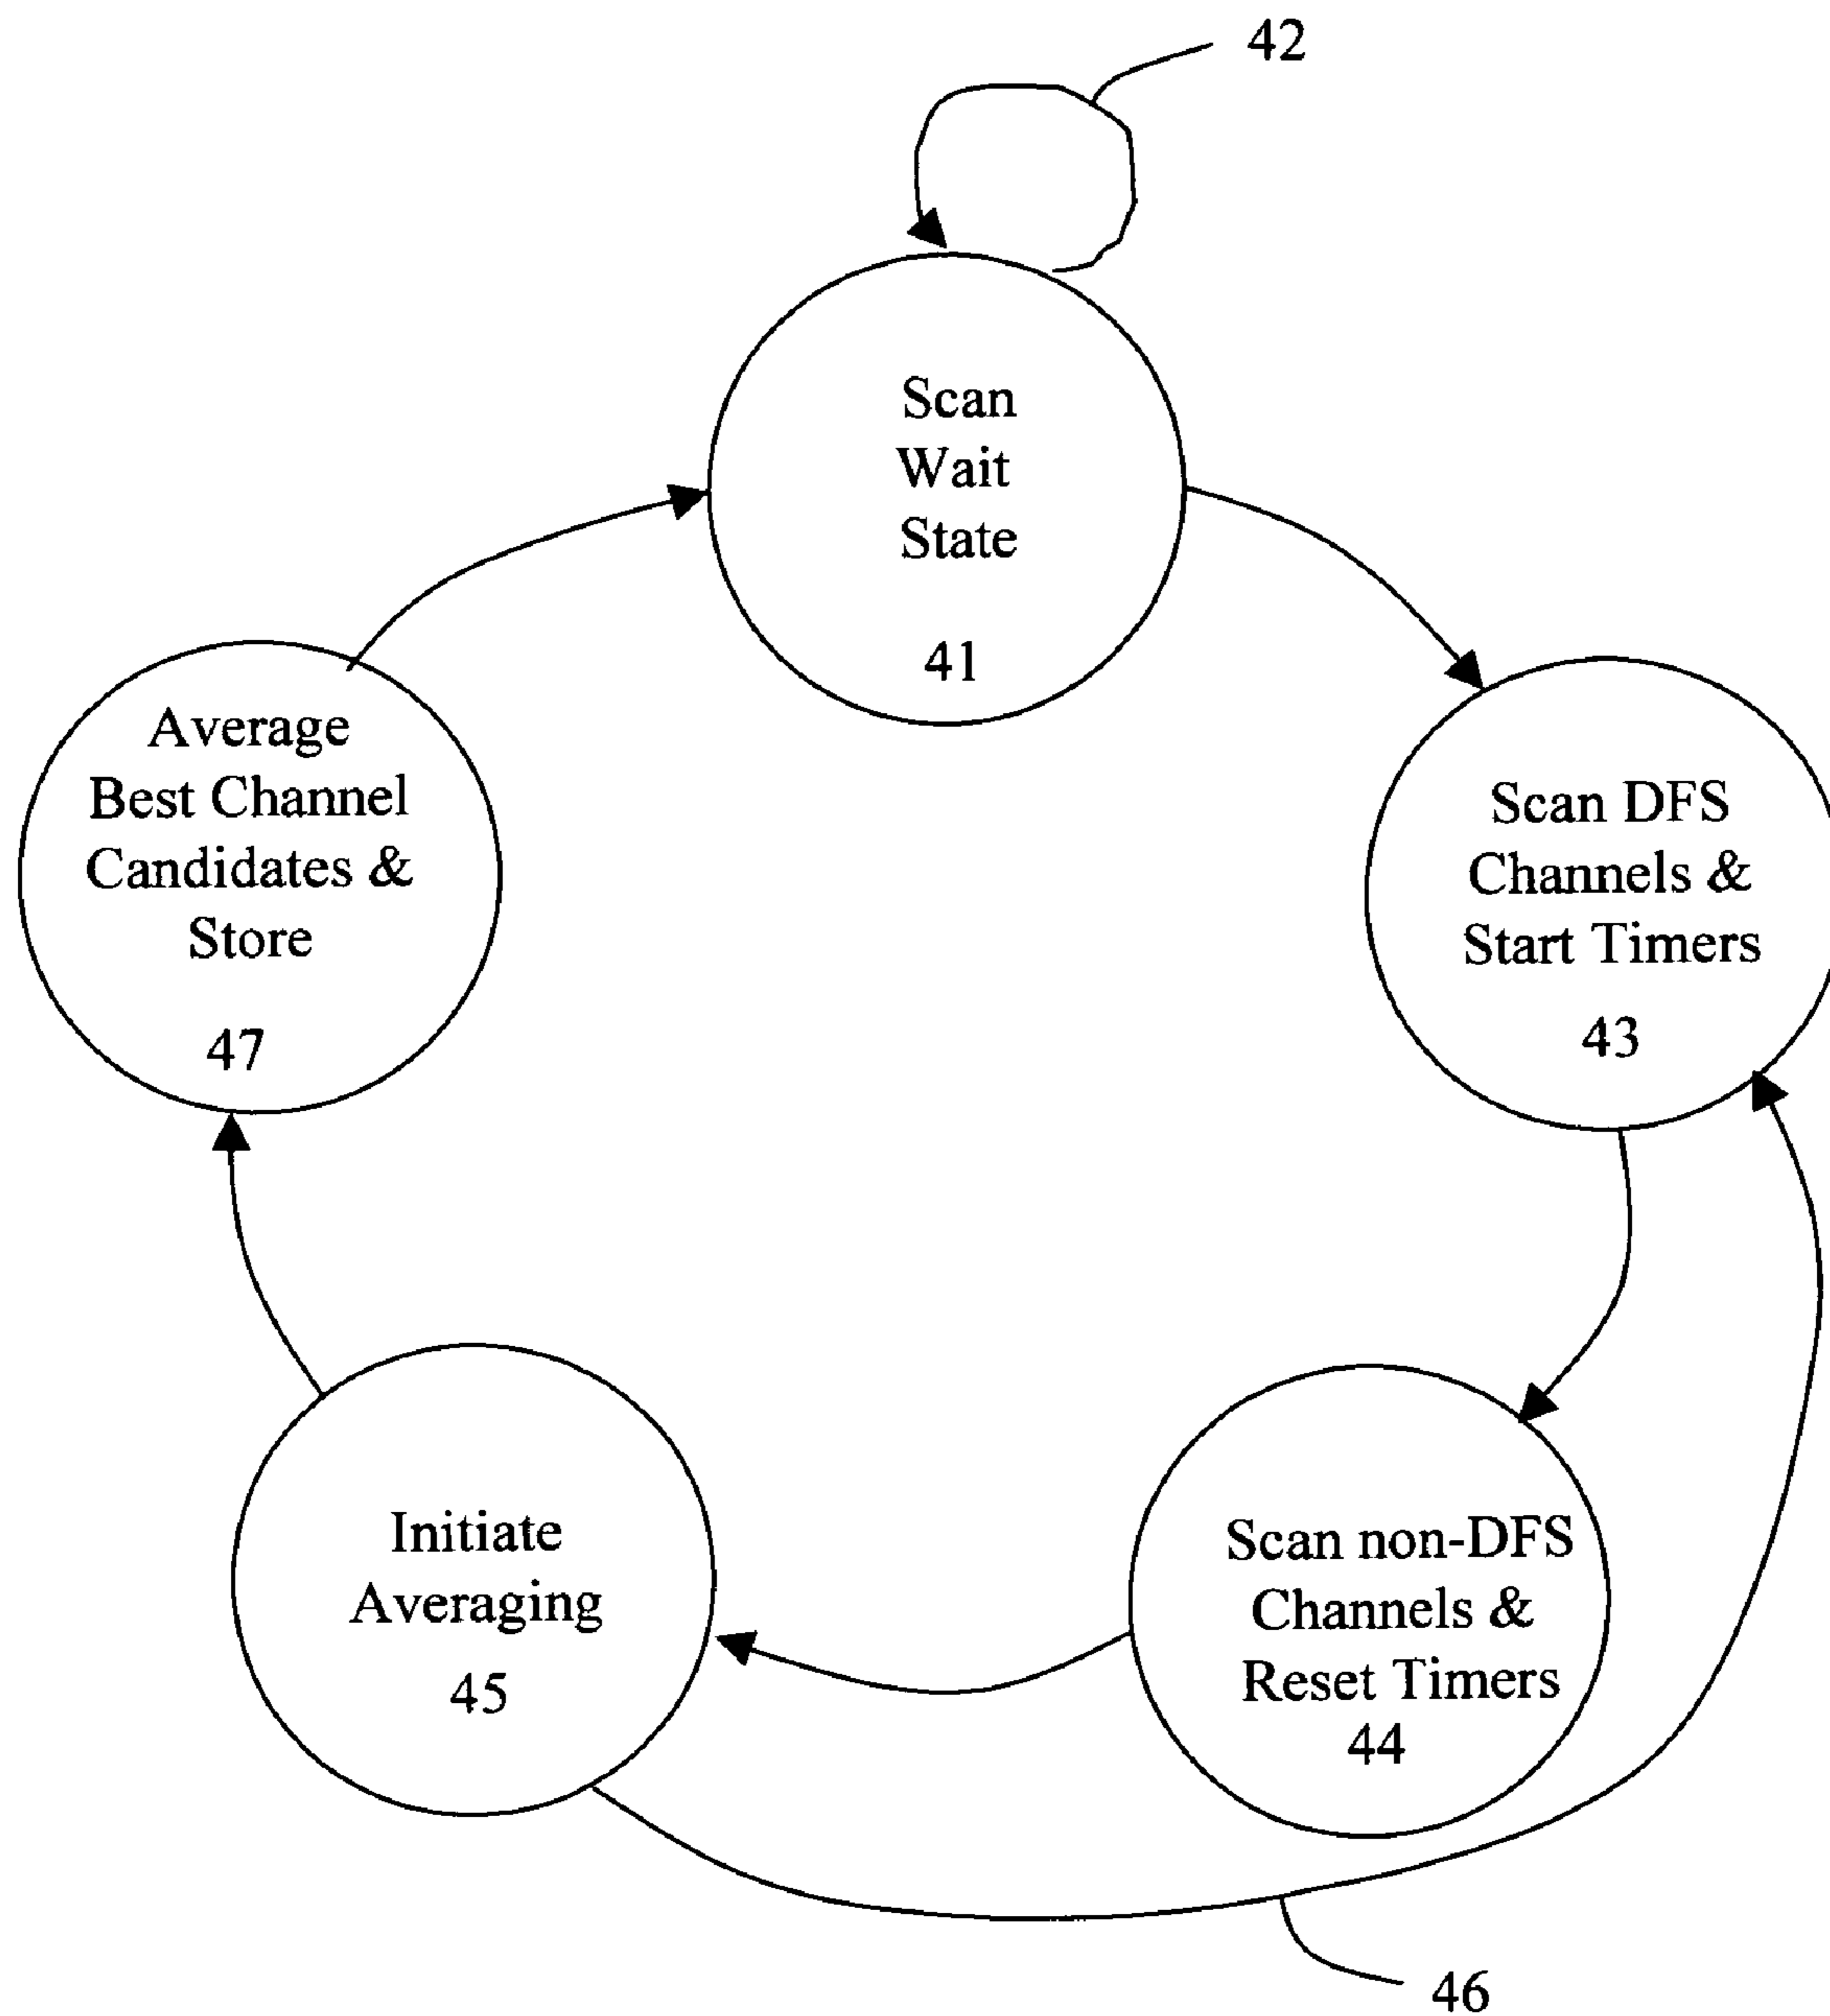 42
Scan
Wait
State
41
Average
Best Channel
Candidates &
Store
47
Scan DFS
Channels &
Start Timers
43
Initiate
Averaging
45
Scan non-DFS
Channels &
Reset Timers
44
46